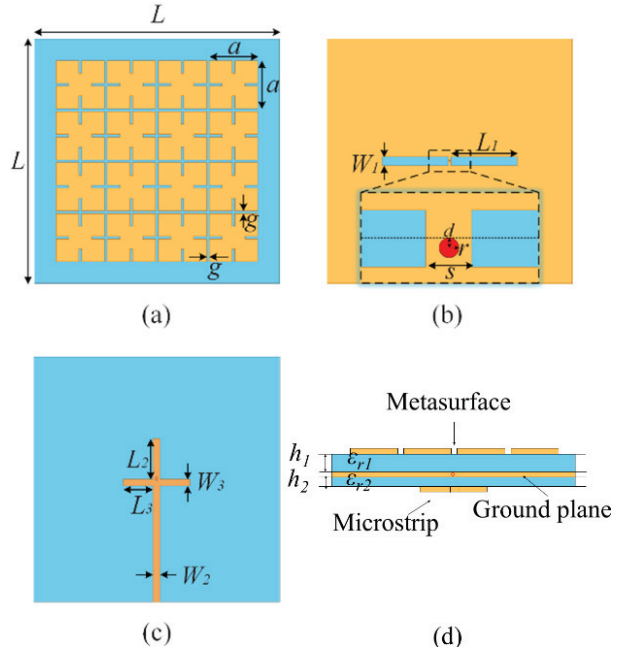 L
a
a
L
g
g
(a)
L1
W1
d
r
s
(b)
L2
W3
L3
W2
(c)
Metasurface
h1
εr1
h2
εr2
Ground plane
Microstrip
(d)